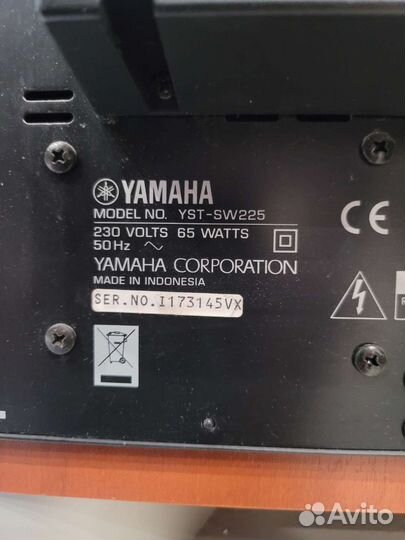 YAMAHA
MODEL NO. YST-SW225
230 VOLTS 65 WATTS
50Hz ~
YAMAHA CORPORATION
MADE IN INDONESIA
SER.NO.I173145VX
CE
Avito